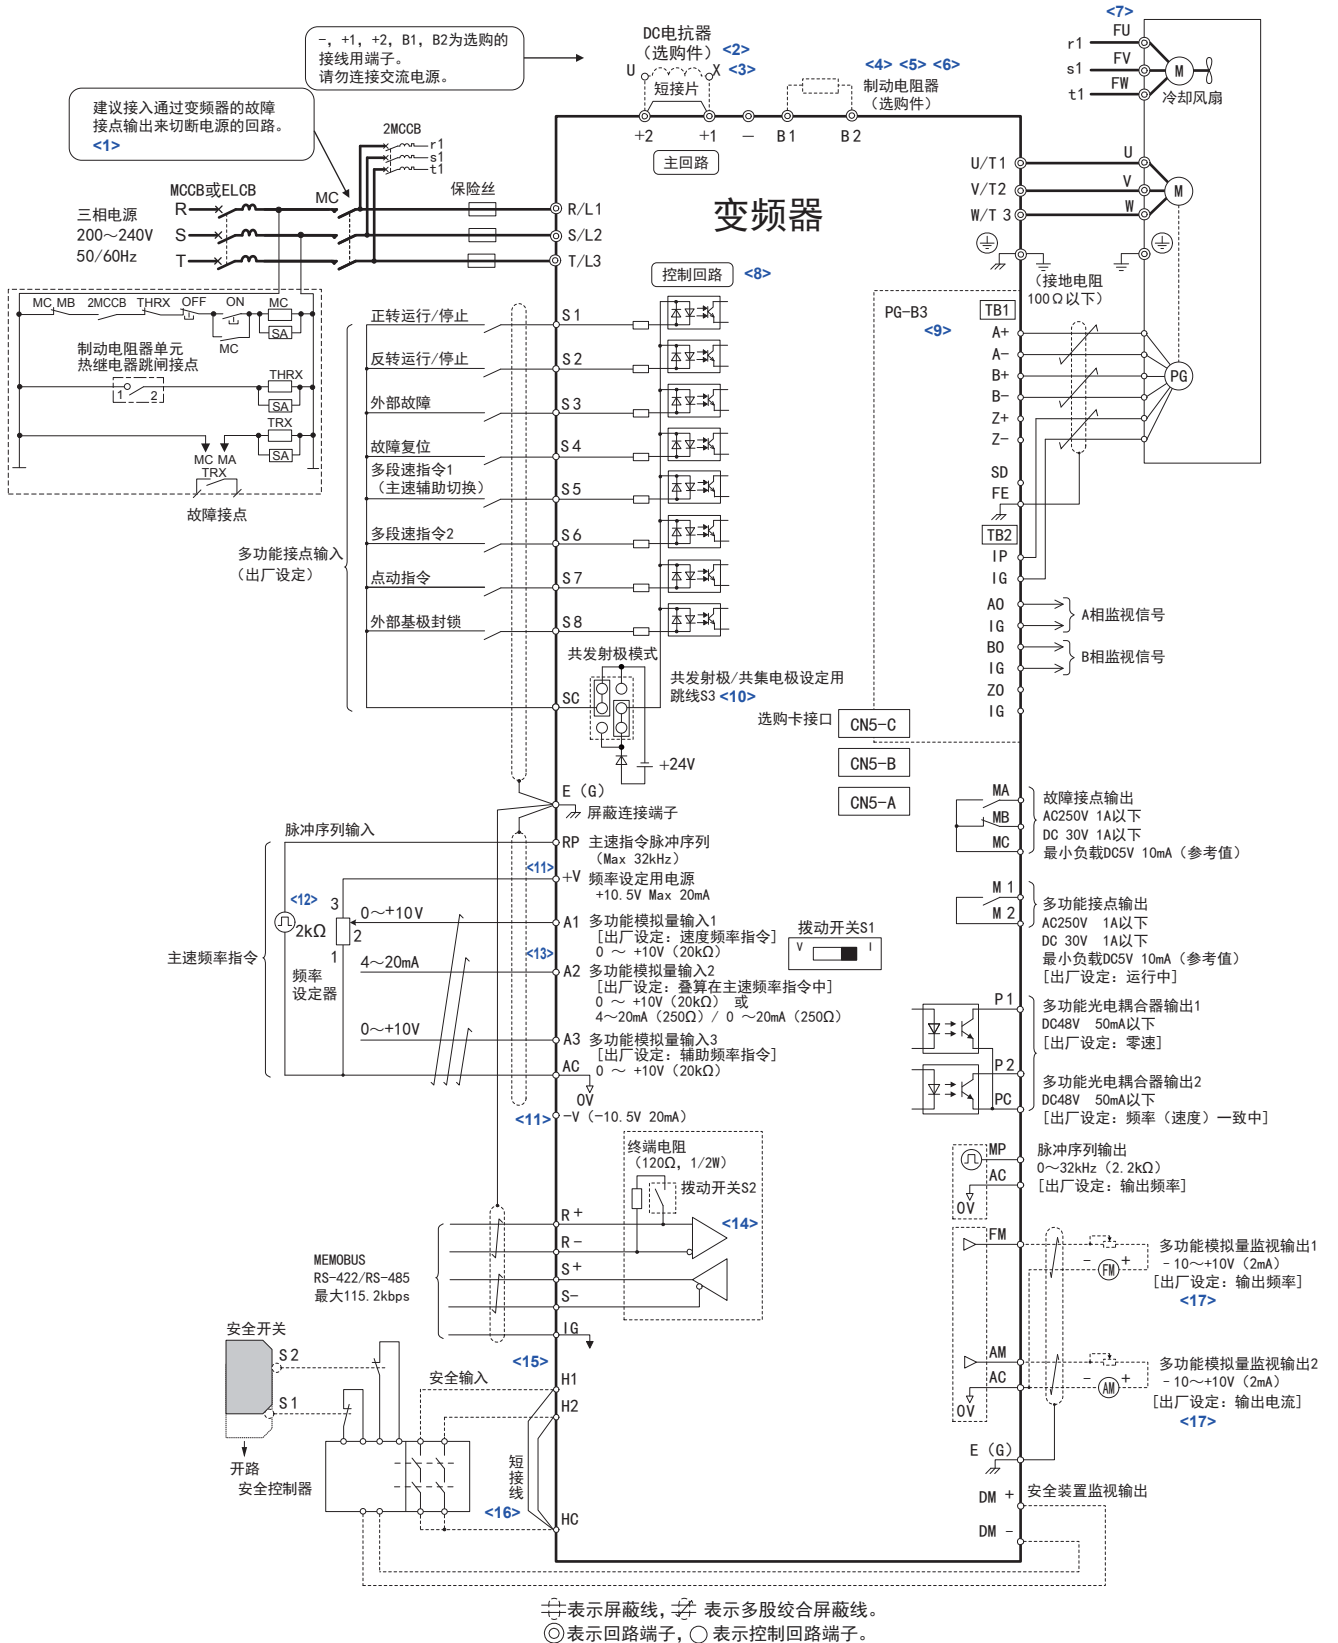 -, +1, +2, B1, B2为选购的
接线用端子。
请勿连接交流电源。
DC电抗器
(选购件) <2>
U X <3>
短接片
<4> <5> <6>
制动电阻器
(选购件)
<7>
FU
r1
FV
s1
FW
t1
M
冷却风扇
建议接入通过变频器的故障
接点输出来切断电源的回路。
<1>
2MCCB
r1
s1
t1
+2 +1 − B1 B2
主回路
变频器
MCCB或ELCB
MC
保险丝
三相电源
200～240V
50/60Hz
R
S
T
R/L1
S/L2
T/L3
U/T1
V/T2
W/T3
U
V
W
M
(接地电阻
100Ω以下)
控制回路 <8>
MC MB 2MCCB THRX OFF ON MC
SA
MC
制动电阻器单元
热继电器跳闸接点
1 2
THRX
SA
TRX
SA
MC MA
TRX
故障接点
正转运行/停止 S1
反转运行/停止 S2
外部故障 S3
故障复位 S4
多段速指令1
(主速辅助切换) S5
多段速指令2 S6
点动指令 S7
外部基极封锁 S8
多功能接点输入
(出厂设定)
SC
共发射极模式
共发射极/共集电极设定用
跳线S3 <10>
+24V
PG-B3
<9>
TB1
A+
A-
B+
B-
Z+
Z-
SD
FE
PG
TB2
IP
IG
AO
IG
A相监视信号
BO
IG
B相监视信号
ZO
IG
选购卡接口
CN5-C
CN5-B
CN5-A
E (G)
屏蔽连接端子
脉冲序列输入
RP 主速指令脉冲序列
(Max 32kHz)
<11>
+V 频率设定用电源
+10.5V Max 20mA
<12>
2kΩ
3
2
1
频率
设定器
主速频率指令
0～+10V
A1 多功能模拟量输入1
[出厂设定: 速度频率指令]
0 ～ +10V (20kΩ)
<13>
4～20mA
A2 多功能模拟量输入2
[出厂设定: 叠算在主速频率指令中]
0 ～ +10V (20kΩ) 或
4～20mA (250Ω) / 0 ～20mA (250Ω)
0～+10V
A3 多功能模拟量输入3
[出厂设定: 辅助频率指令]
0 ～ +10V (20kΩ)
AC
0V
<11>
-V (-10.5V 20mA)
拨动开关S1
V I
MA
MB
MC
故障接点输出
AC250V 1A以下
DC 30V 1A以下
最小负载DC5V 10mA (参考值)
M1
M2
多功能接点输出
AC250V 1A以下
DC 30V 1A以下
最小负载DC5V 10mA (参考值)
[出厂设定: 运行中]
P1
多功能光电耦合器输出1
DC48V 50mA以下
[出厂设定: 零速]
P2
PC
多功能光电耦合器输出2
DC48V 50mA以下
[出厂设定: 频率 (速度) 一致中]
MP
AC
0V
脉冲序列输出
0～32kHz (2.2kΩ)
[出厂设定: 输出频率]
终端电阻
(120Ω, 1/2W)
拨动开关S2
<14>
R+
R-
S+
S-
IG
MEMOBUS
RS-422/RS-485
最大115.2kbps
FM
- FM +
多功能模拟量监视输出1
-10～+10V (2mA)
[出厂设定: 输出频率]
<17>
AM
AC
0V
- AM +
多功能模拟量监视输出2
-10～+10V (2mA)
[出厂设定: 输出电流]
<17>
E (G)
安全开关
S2
S1
开路
安全控制器
<15>
安全输入
H1
H2
短接线
<16>
HC
DM +
安全装置监视输出
DM -
表示屏蔽线, 表示多股绞合屏蔽线。
表示回路端子, 表示控制回路端子。